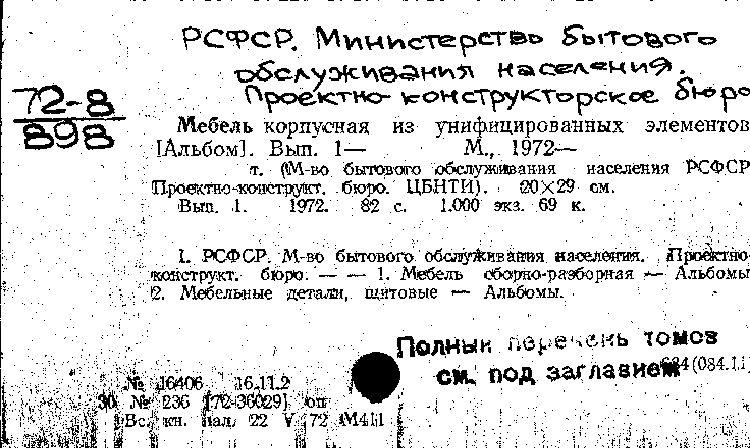 РСФСР. Министерство бытового
обслуживания населения.
Проектно-конструкторское бюро
72-8
898
Мебель корпусная из унифицированных элементов
[Альбом]. Вып. 1— М., 1972—
т. (М-во бытового обслуживания населения РСФСР
Проектно-конструкт. бюро. ЦБНТИ). 20×29 см.
Вып. 1. 1972. 82 с. 1.000 экз. 69 к.
1. РСФСР. М-во бытового обслуживания населения. Проектно-
конструкт. бюро. — — 1. Мебель сборно-разборная — Альбомы
2. Мебельные детали, щитовые — Альбомы.
Полный перечень томов
см. под заглавием
684(084.11)
№ 16406 16.11.2
30 № 236 [72-36029] оп
Вс. кн. пал. 22 V 72 М411